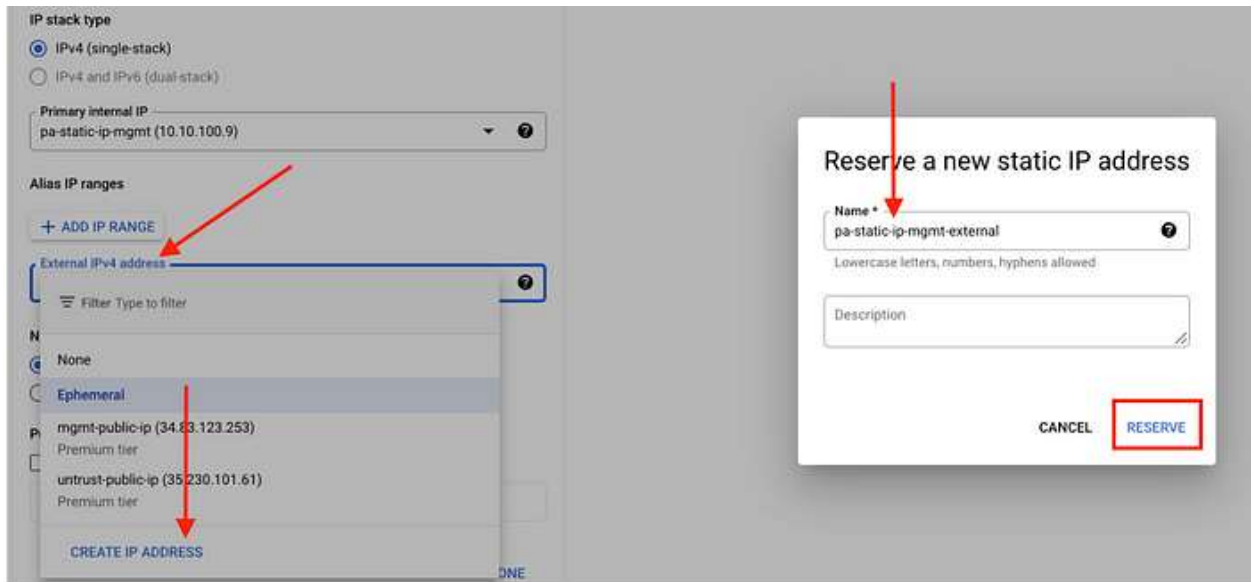 IP stack type
IPv4 (single-stack)
IPv4 and IPv6 (dual-stack)
Primary internal IP
pa-static-ip-mgmt (10.10.100.9)
Alias IP ranges
+ ADD IP RANGE
External IPv4 address
Filter Type to filter
N
None
Ephemeral
mgmt-public-ip (34.83.123.253)
P
Premium tier
untrust-public-ip (35.230.101.61)
Premium tier
CREATE IP ADDRESS
ONE
Reserve a new static IP address
Name *
pa-static-ip-mgmt-external
Lowercase letters, numbers, hyphens allowed
Description
CANCEL
RESERVE